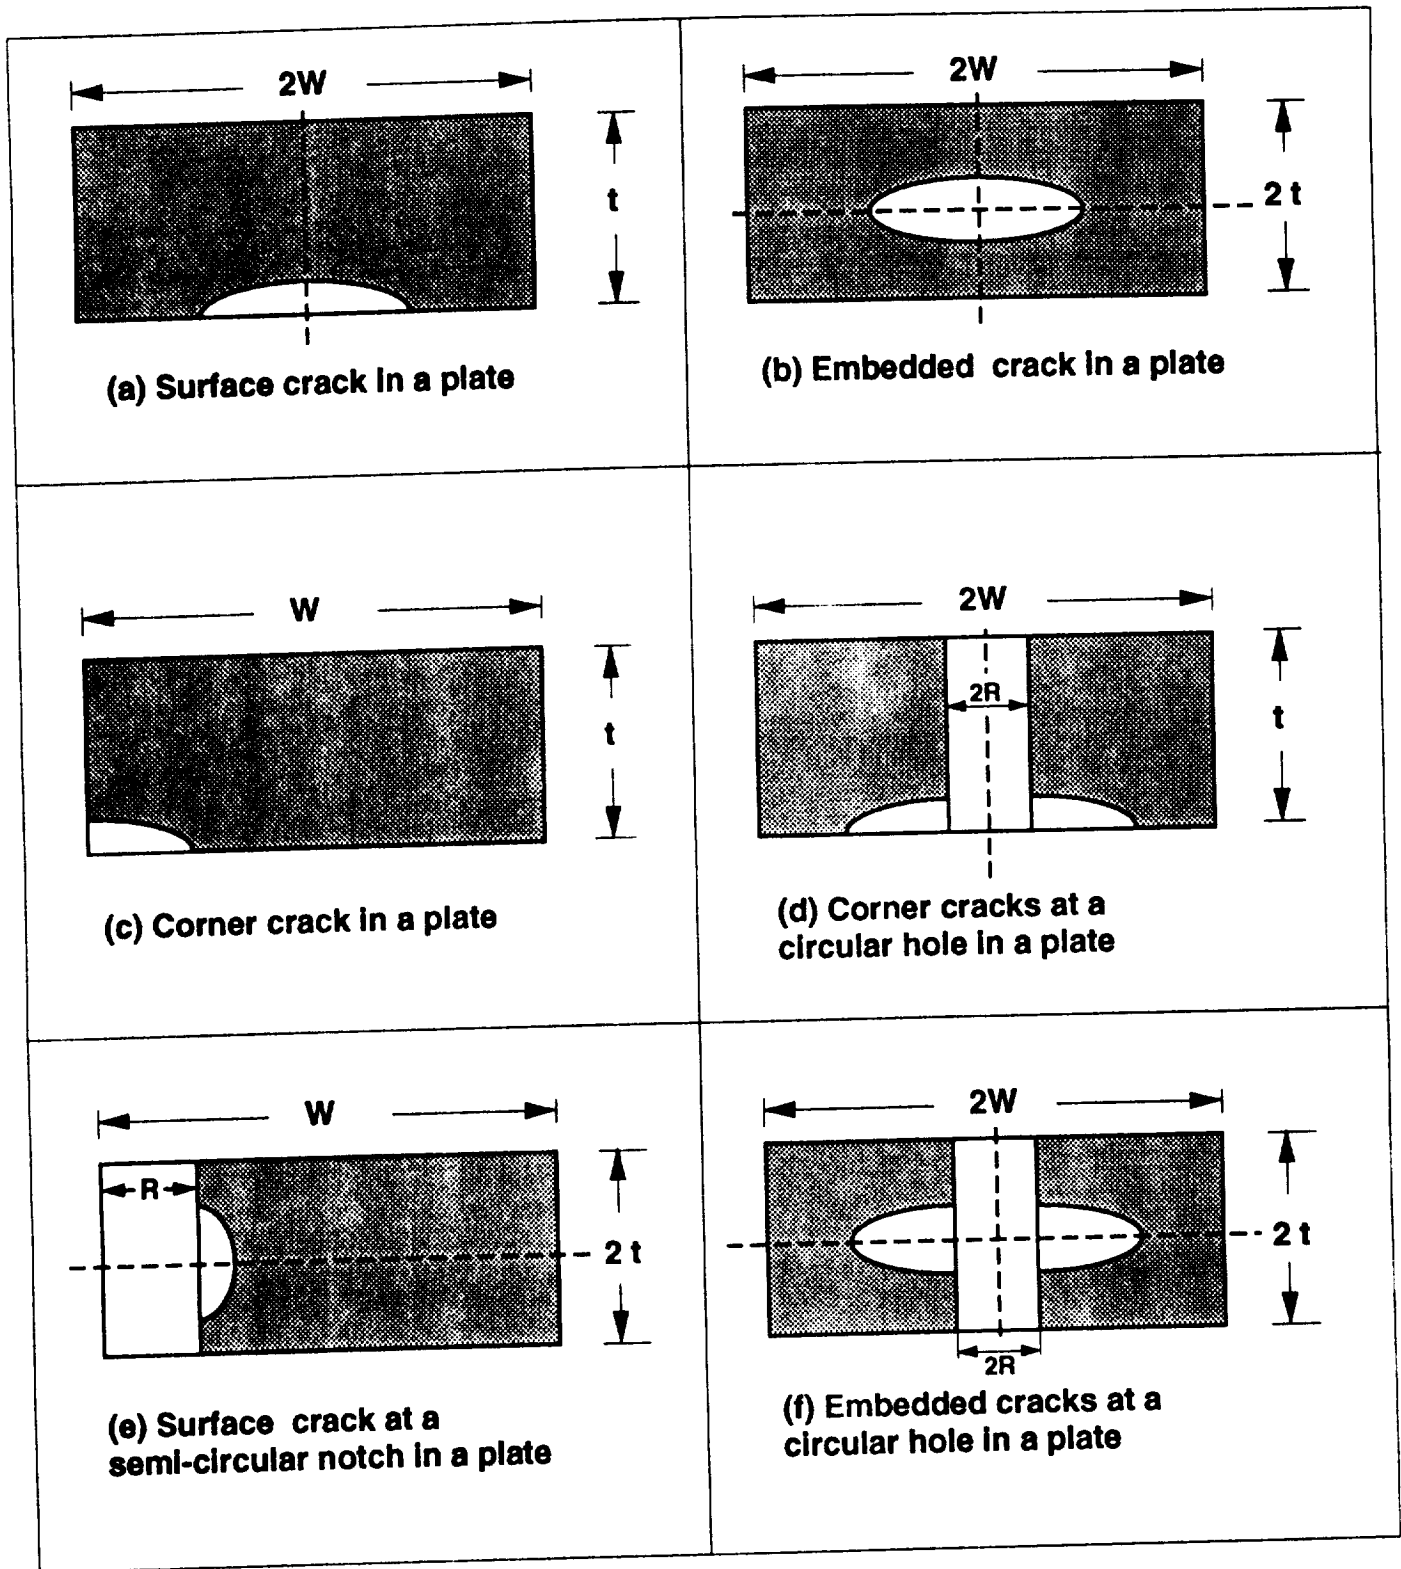 2W
t
(a) Surface crack in a plate
2W
2 t
(b) Embedded crack in a plate
W
t
(c) Corner crack in a plate
2W
2R
t
(d) Corner cracks at a
circular hole in a plate
W
R
2 t
(e) Surface crack at a
semi-circular notch in a plate
2W
2 t
2R
(f) Embedded cracks at a
circular hole in a plate